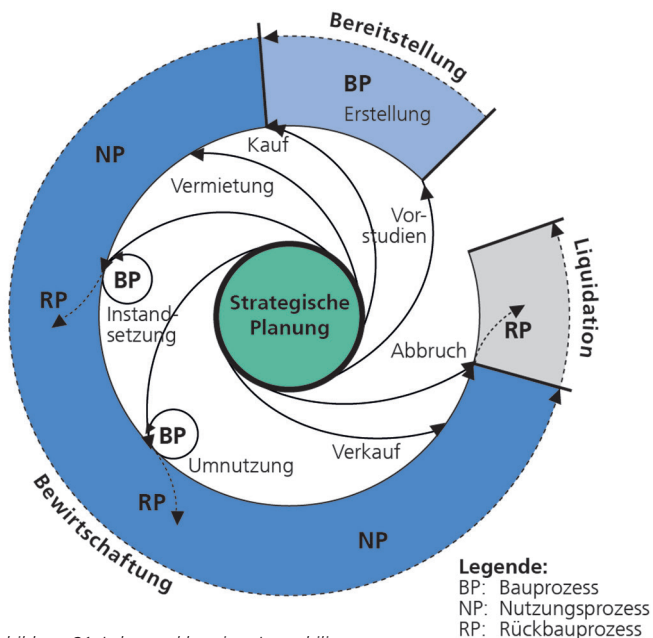 Bereitstellung
BP
Erstellung
NP
Kauf
Vermietung
Vor-
studien
Liquidation
BP
RP
Instand-
setzung
Strategische
Planung
RP
Abbruch
BP
Umnutzung
Verkauf
RP
Bewirtschaftung
NP
Legende:
BP: Bauprozess
NP: Nutzungsprozess
RP: Rückbauprozess